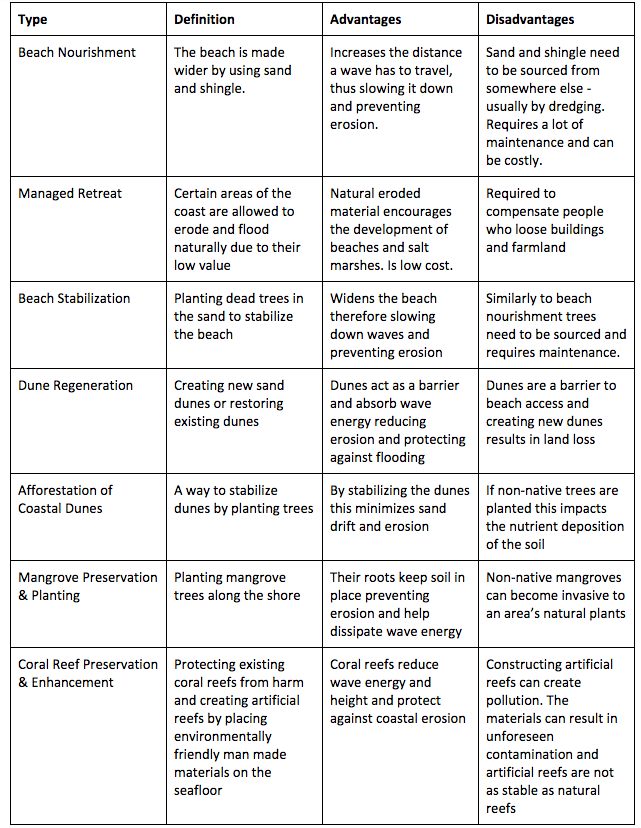 Type
Definition
Advantages
Disadvantages
Beach Nourishment
The beach is made
wider by using sand
and shingle.
Increases the distance
a wave has to travel,
thus slowing it down
and preventing
erosion.
Sand and shingle need
to be sourced from
somewhere else -
usually by dredging.
Requires a lot of
maintenance and can
be costly.
Managed Retreat
Certain areas of the
coast are allowed to
erode and flood
naturally due to their
low value
Natural eroded
material encourages
the development of
beaches and salt
marshes. Is low cost.
Required to
compensate people
who loose buildings
and farmland
Beach Stabilization
Planting dead trees in
the sand to stabilize
the beach
Widens the beach
therefore slowing
down waves and
preventing erosion
Similarly to beach
nourishment trees
need to be sourced and
requires maintenance.
Dune Regeneration
Creating new sand
dunes or restoring
existing dunes
Dunes act as a barrier
and absorb wave
energy reducing
erosion and protecting
against flooding
Dunes are a barrier to
beach access and
creating new dunes
results in land loss
Afforestation of
Coastal Dunes
A way to stabilize
dunes by planting trees
By stabilizing the dunes
this minimizes sand
drift and erosion
If non-native trees are
planted this impacts
the nutrient deposition
of the soil
Mangrove Preservation
& Planting
Planting mangrove
trees along the shore
Their roots keep soil in
place preventing
erosion and help
dissipate wave energy
Non-native mangroves
can become invasive to
an area's natural plants
Coral Reef Preservation
& Enhancement
Protecting existing
coral reefs from harm
and creating artificial
reefs by placing
environmentally
friendly man made
materials on the
seafloor
Coral reefs reduce
wave energy and
height and protect
against coastal erosion
Constructing artificial
reefs can create
pollution. The
materials can result in
unforeseen
contamination and
artificial reefs are not
as stable as natural
reefs